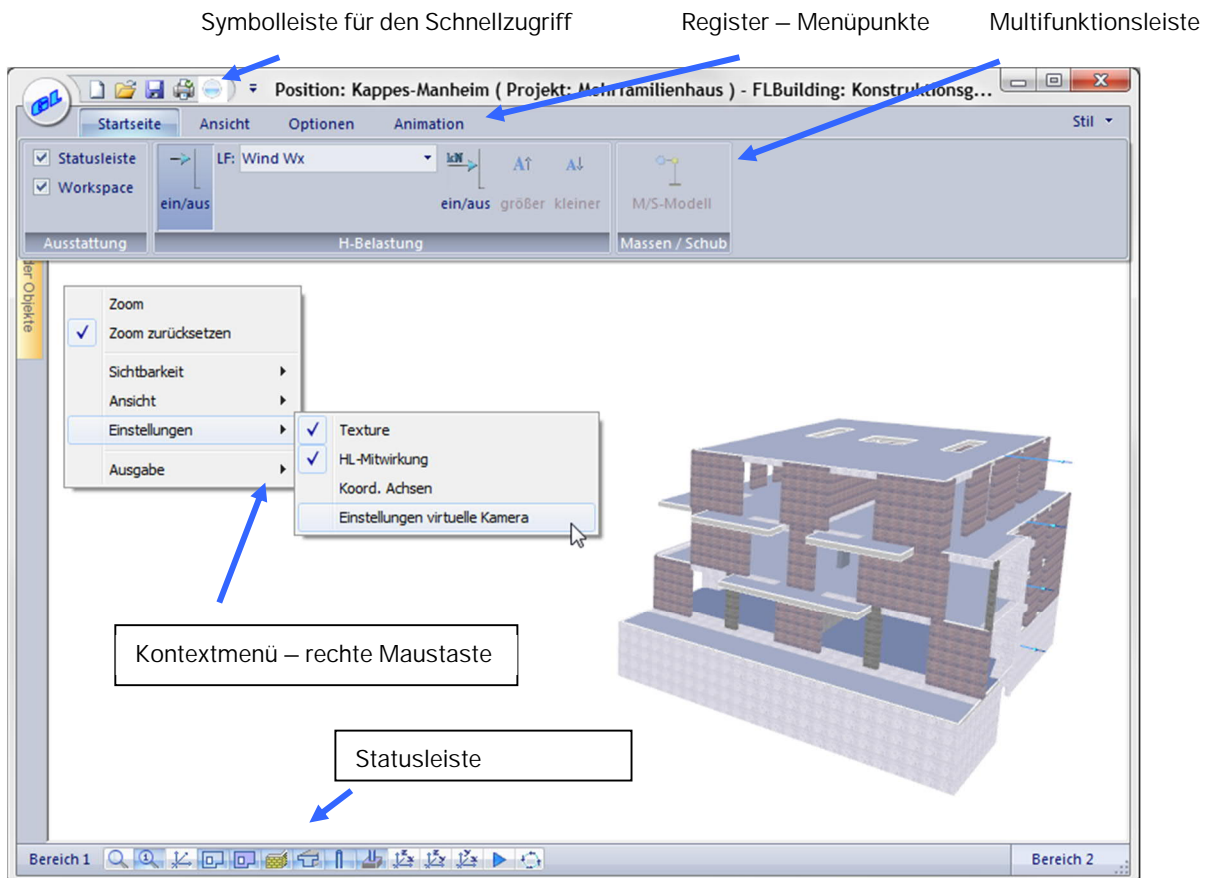 Symbolleiste für den Schnellzugriff
Register – Menüpunkte
Multifunktionsleiste
Position: Kappes-Manheim ( Projekt: Mehrfamilienhaus ) - FLBuilding: Konstruktionsg...
Startseite
Ansicht
Optionen
Animation
Stil
Statusleiste
Workspace
Ausstattung
ein/aus
LF:
Wind Wx
kN
ein/aus
A
größer
A
kleiner
H-Belastung
M/S-Modell
Massen / Schub
der Objekte
Zoom
Zoom zurücksetzen
Sichtbarkeit
Ansicht
Einstellungen
Ausgabe
Texture
HL-Mitwirkung
Koord. Achsen
Einstellungen virtuelle Kamera
Kontextmenü – rechte Maustaste
Statusleiste
Bereich 1
Bereich 2